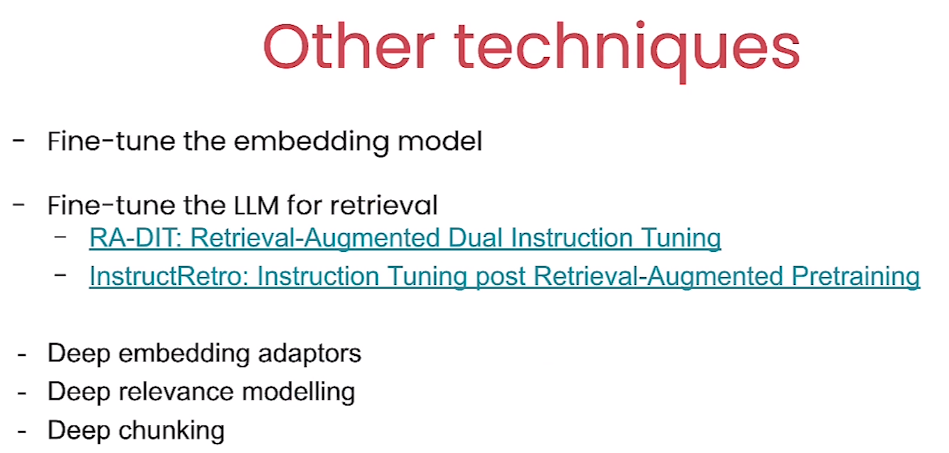 Other techniques
- Fine-tune the embedding model
- Fine-tune the LLM for retrieval
- RA-DIT: Retrieval-Augmented Dual Instruction Tuning
- InstructRetro: Instruction Tuning post Retrieval-Augmented Pretraining
- Deep embedding adaptors
- Deep relevance modelling
- Deep chunking